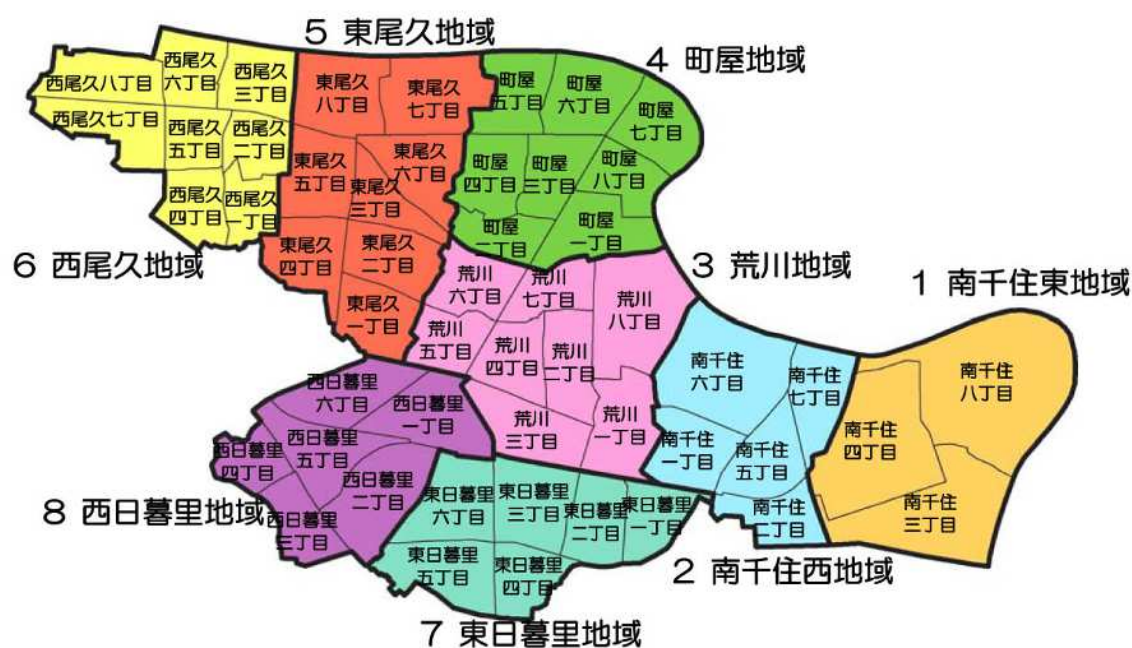 5 東尾久地域
4 町屋地域
西尾久
六丁目
西尾久
三丁目
西尾久八丁目
西尾久七丁目
西尾久
五丁目
西尾久
二丁目
西尾久
四丁目
西尾久
一丁目
6 西尾久地域
東尾久
八丁目
東尾久
七丁目
東尾久
六丁目
東尾久
五丁目
東尾久
三丁目
東尾久
四丁目
東尾久
二丁目
東尾久
一丁目
町屋
五丁目
町屋
六丁目
町屋
七丁目
町屋
四丁目
町屋
三丁目
町屋
八丁目
町屋
二丁目
町屋
一丁目
3 荒川地域
荒川
六丁目
荒川
七丁目
荒川
八丁目
荒川
五丁目
荒川
四丁目
荒川
二丁目
荒川
三丁目
荒川
一丁目
1 南千住東地域
南千住
六丁目
南千住
七丁目
南千住
一丁目
南千住
五丁目
南千住
二丁目
南千住
八丁目
南千住
四丁目
南千住
三丁目
2 南千住西地域
西日暮里
六丁目
西日暮里
一丁目
西日暮里
五丁目
西日暮里
四丁目
西日暮里
二丁目
西日暮里
三丁目
8 西日暮里地域
東日暮里
六丁目
東日暮里
三丁目
東日暮里
二丁目
東日暮里
一丁目
東日暮里
五丁目
東日暮里
四丁目
7 東日暮里地域